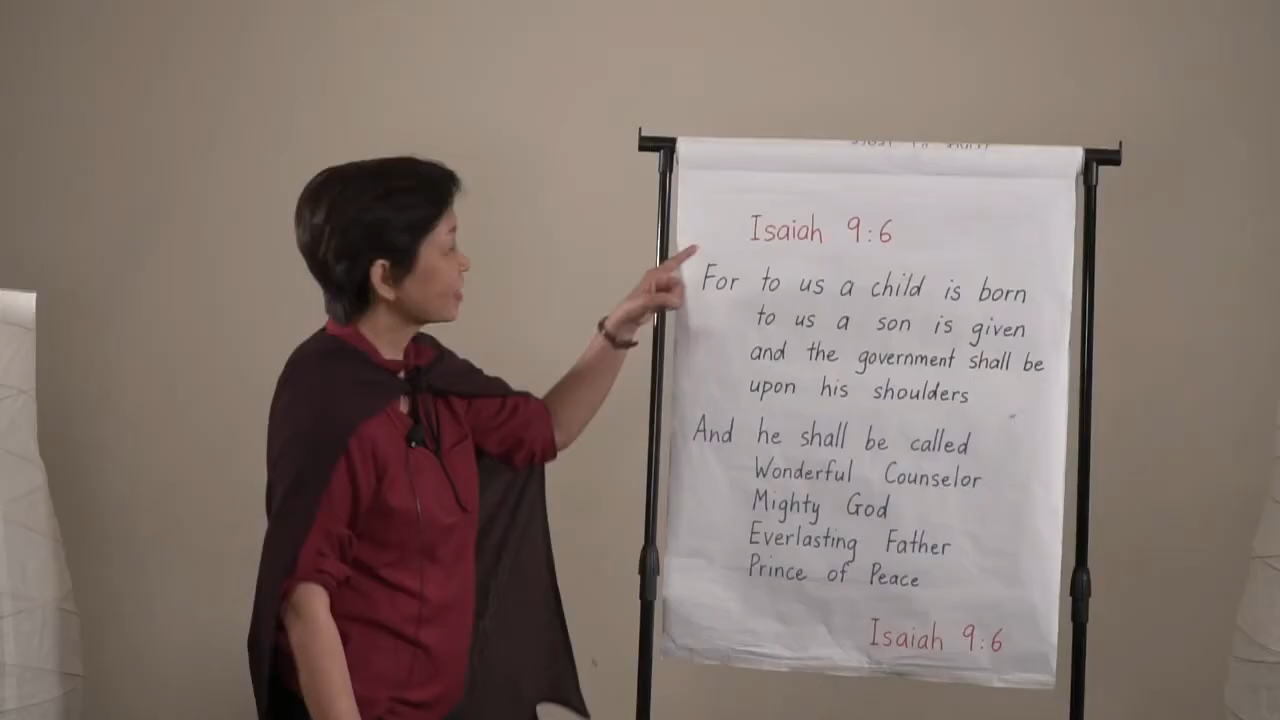 Isaiah 9:6
For to us a child is born
to us a son is given
and the government shall be
upon his shoulders
And he shall be called
Wonderful Counselor
Mighty God
Everlasting Father
Prince of Peace
Isaiah 9:6